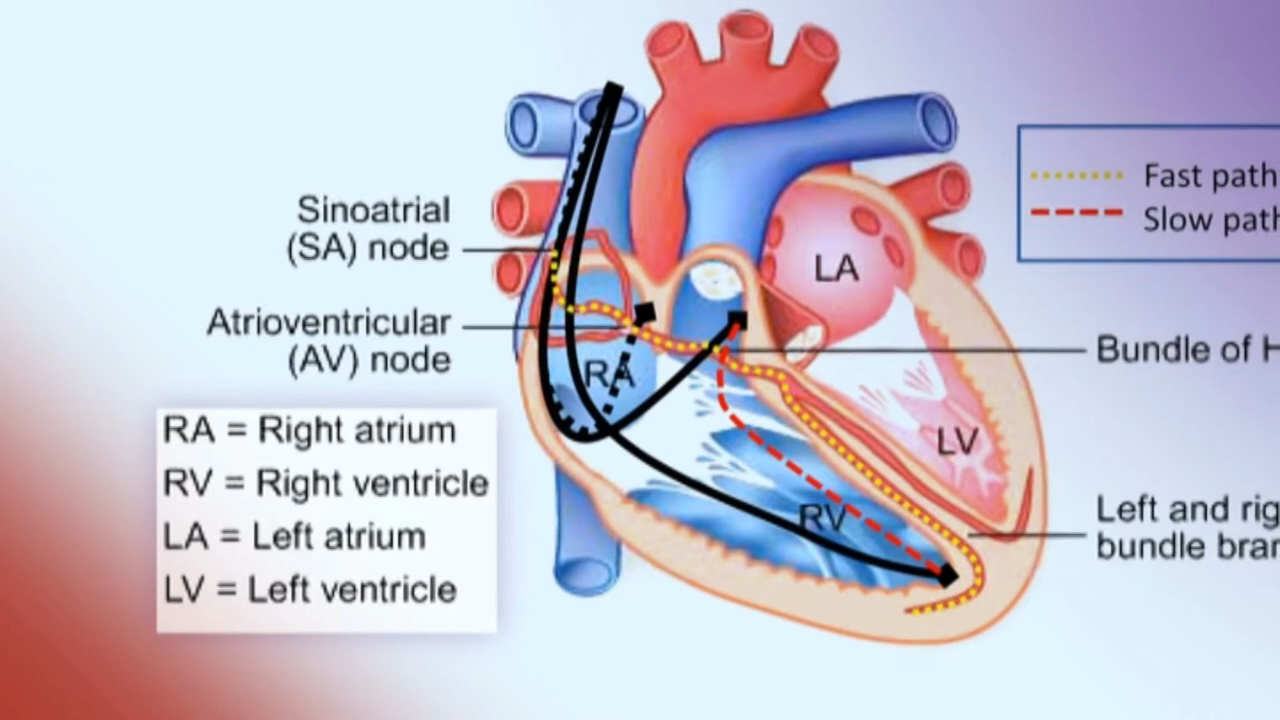 Sinoatrial
(SA) node
Atrioventricular
(AV) node
RA = Right atrium
RV = Right ventricle
LA = Left atrium
LV = Left ventricle
LA
RA
LV
RV
Fast path
Slow path
Bundle of H
Left and rig
bundle bran